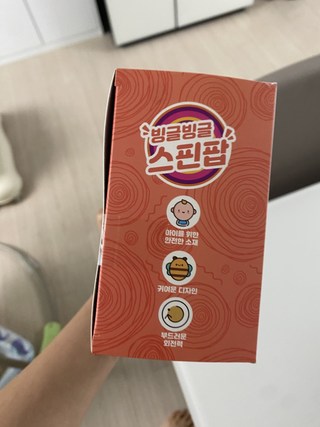 빙글빙글
스핀팝
아이를 위한
안전한 소재
귀여운 디자인
부드러운
회전력